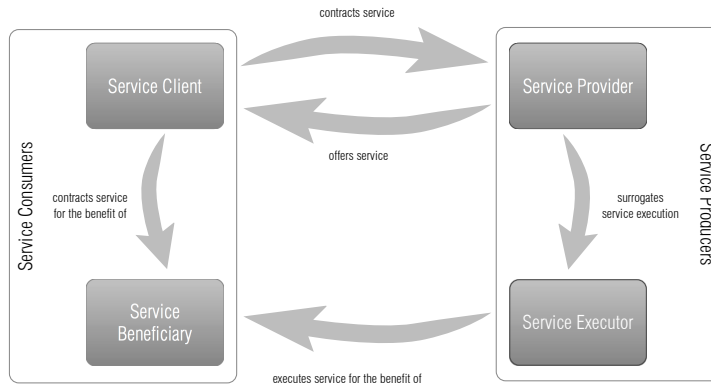 contracts service
Service Client
Service Provider
offers service
Service Consumers
contracts service
for the benefit of
surrogates
service execution
Service Producers
Service
Beneficiary
Service Executor
executes service for the benefit of